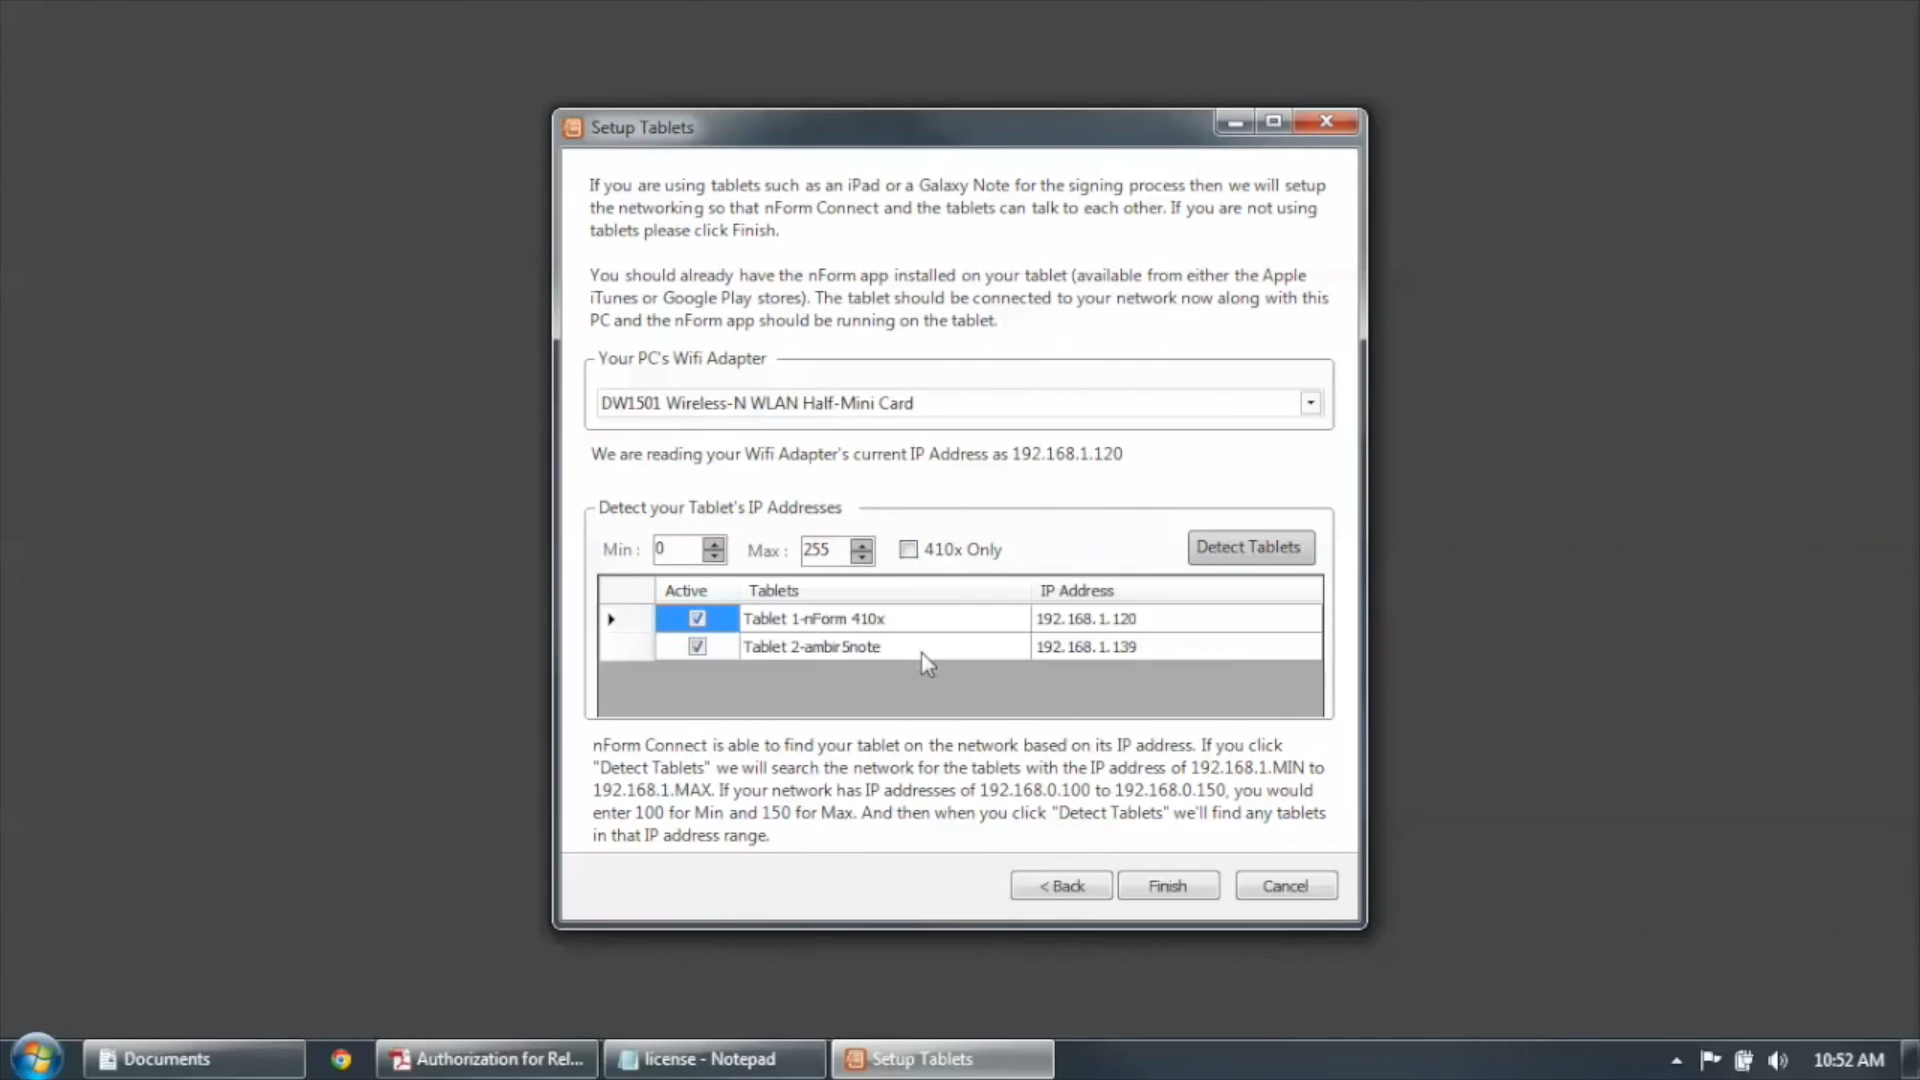 Setup Tablets
If you are using tablets such as an iPad or a Galaxy Note for the signing process then we will setup
the networking so that nForm Connect and the tablets can talk to each other. If you are not using
tablets please click Finish.
You should already have the nForm app installed on your tablet (available from either the Apple
iTunes or Google Play stores). The tablet should be connected to your network now along with this
PC and the nForm app should be running on the tablet.
Your PC's Wifi Adapter
DW1501 Wireless-N WLAN Half-Mini Card
We are reading your Wifi Adapter's current IP Address as 192.168.1.120
Detect your Tablet's IP Addresses
Min : 0 Max : 255 410x Only Detect Tablets
Active Tablets IP Address
Tablet 1-nForm 410x 192.168.1.120
Tablet 2-ambir5note 192.168.1.139
nForm Connect is able to find your tablet on the network based on its IP address. If you click
"Detect Tablets" we will search the network for the tablets with the IP address of 192.168.1.MIN to
192.168.1.MAX. If your network has IP addresses of 192.168.0.100 to 192.168.0.150, you would
enter 100 for Min and 150 for Max. And then when you click "Detect Tablets" we'll find any tablets
in that IP address range.
< Back Finish Cancel
Documents Authorization for Rel... license - Notepad Setup Tablets 10:52 AM